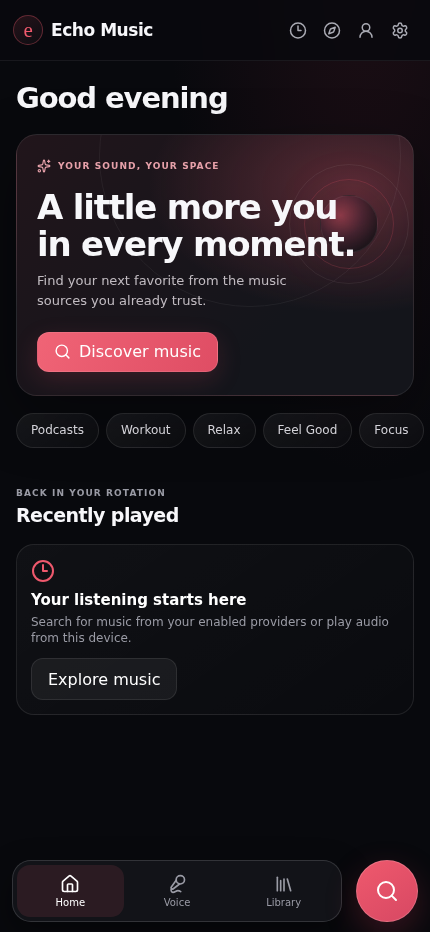 e Echo Music
Good evening
YOUR SOUND, YOUR SPACE
A little more you
in every moment.
Find your next favorite from the music
sources you already trust.
Discover music
Podcasts Workout Relax Feel Good Focus
BACK IN YOUR ROTATION
Recently played
Your listening starts here
Search for music from your enabled providers or play audio
from this device.
Explore music
Home Voice Library